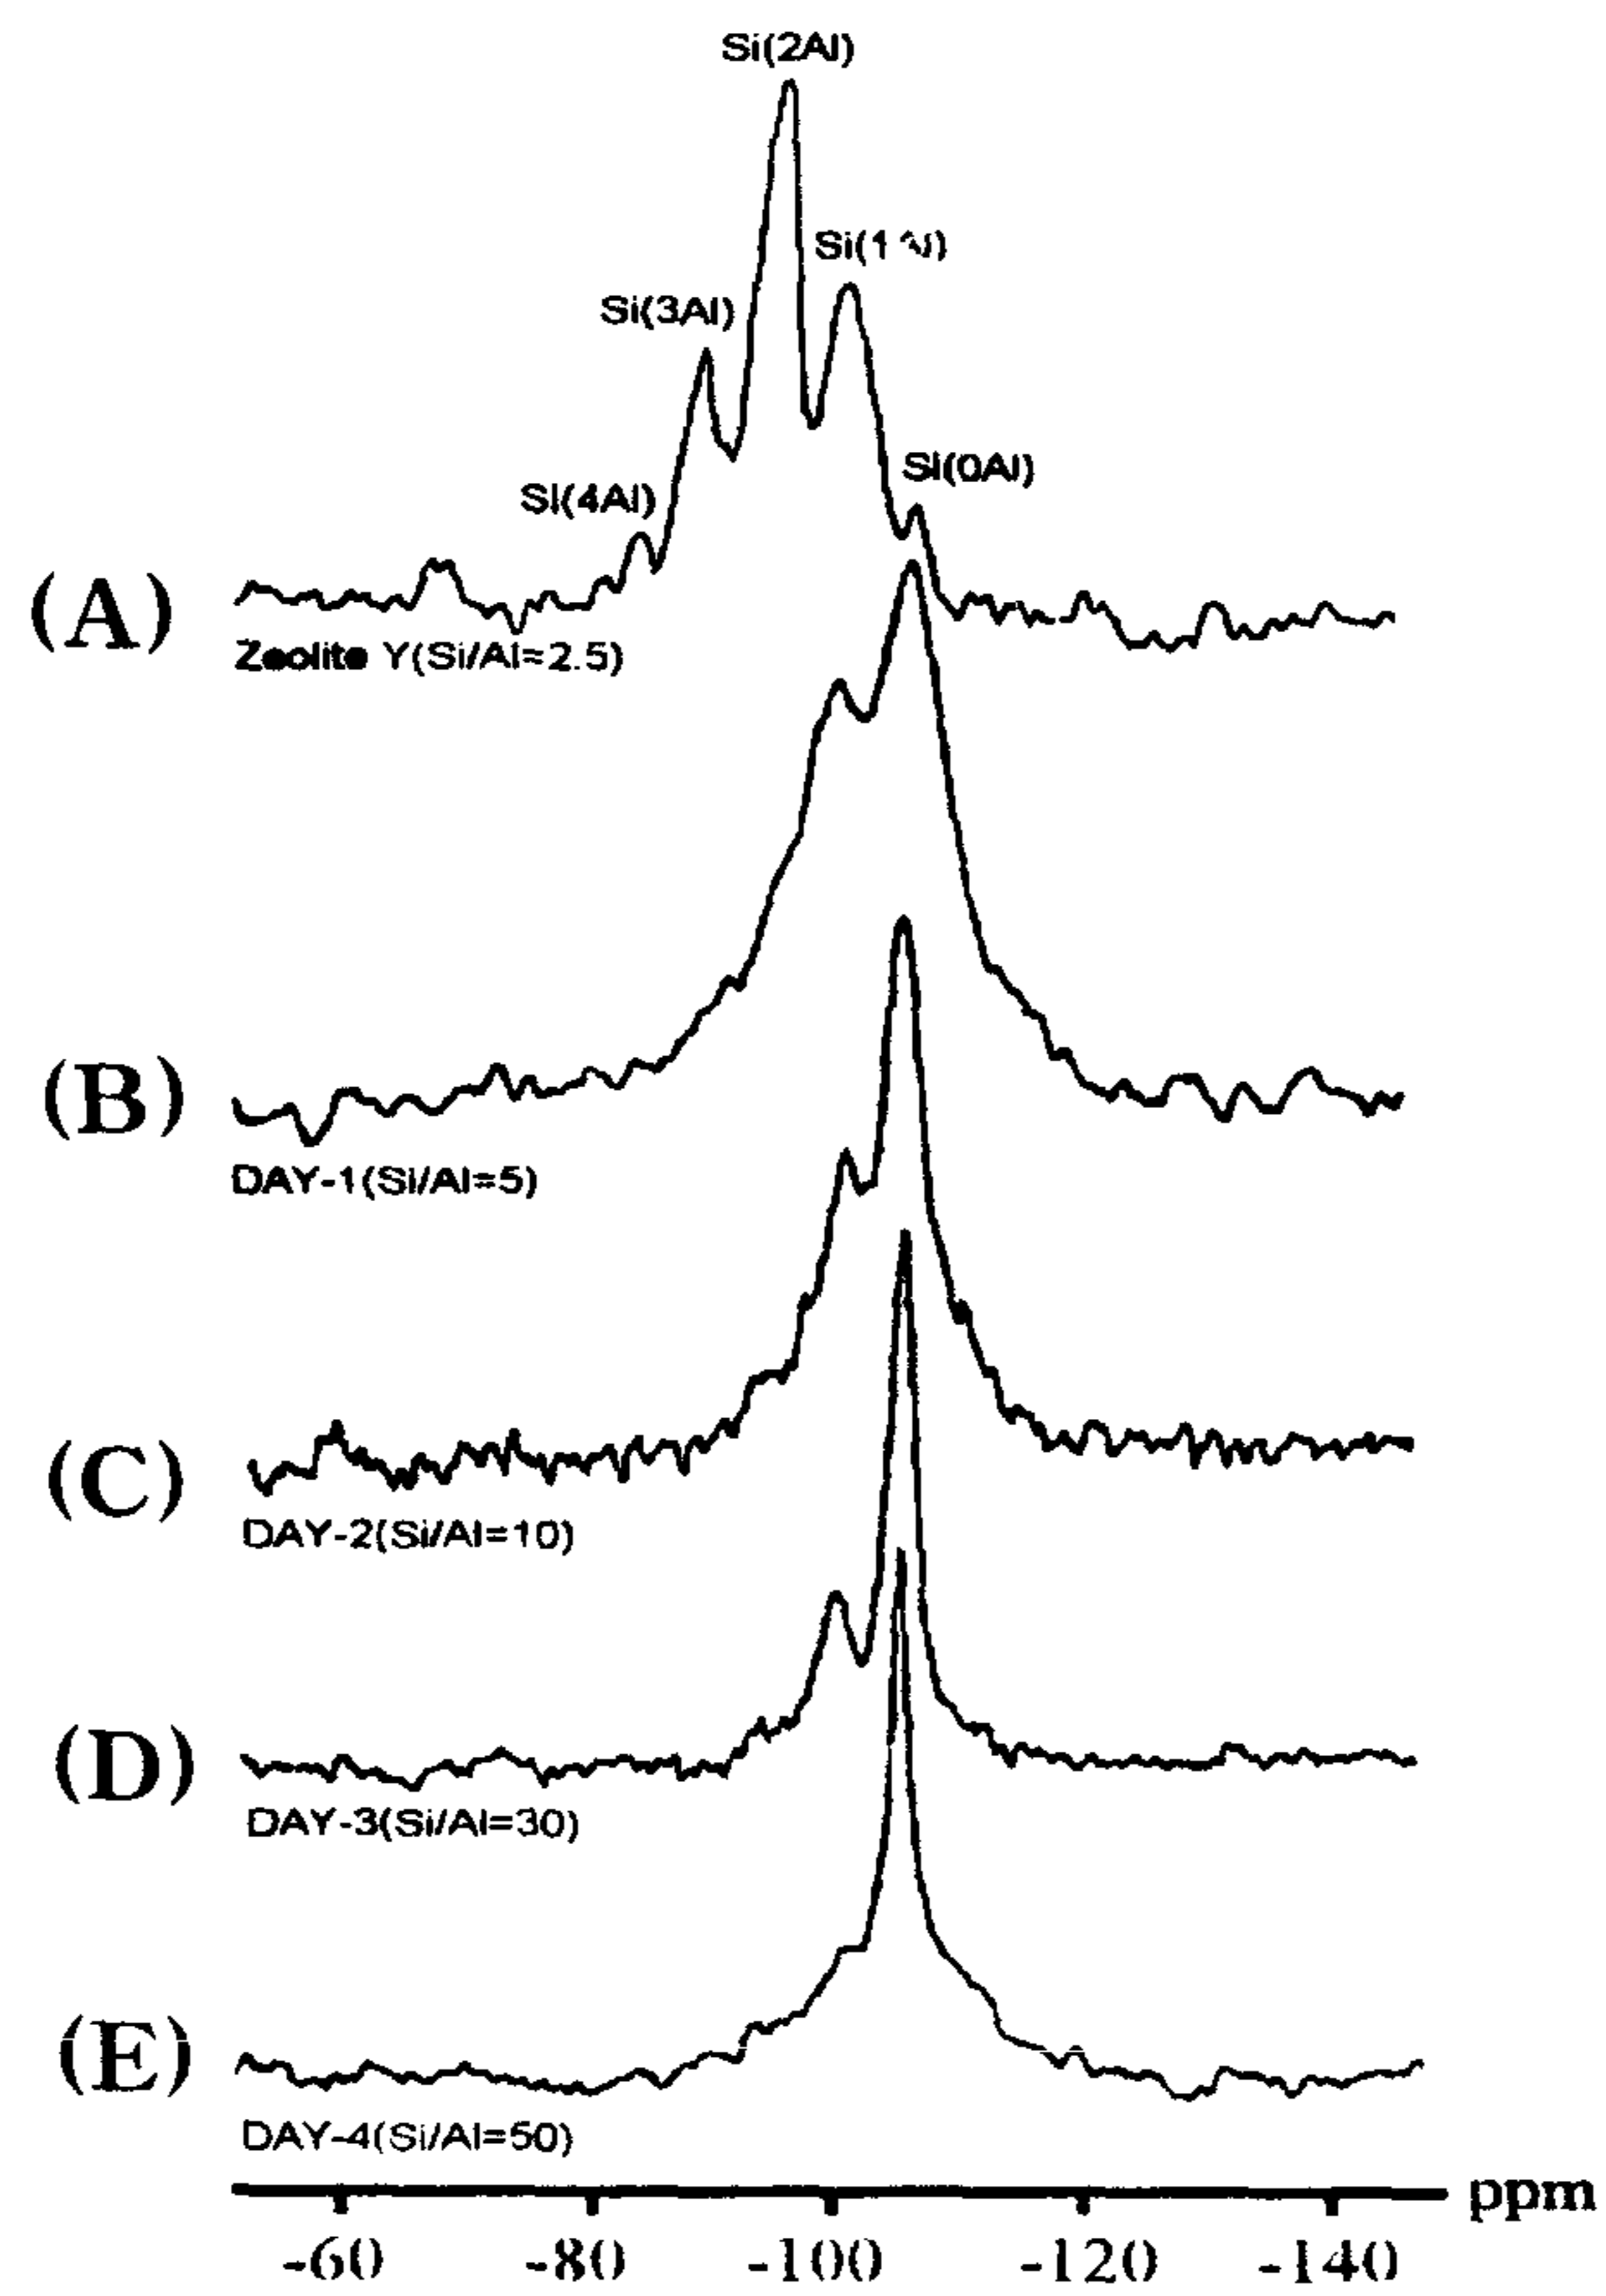 Si(2Al)
Si(3Al)
Si(4Al)
Si(0Al)
(A)
Zeolite Y(Si/Al=2.5)
(B)
DAY-1(Si/Al=5)
(C)
DAY-2(Si/Al=10)
(D)
DAY-3(Si/Al=30)
(E)
DAY-4(Si/Al=50)
ppm
-60 -80 -100 -120 -140